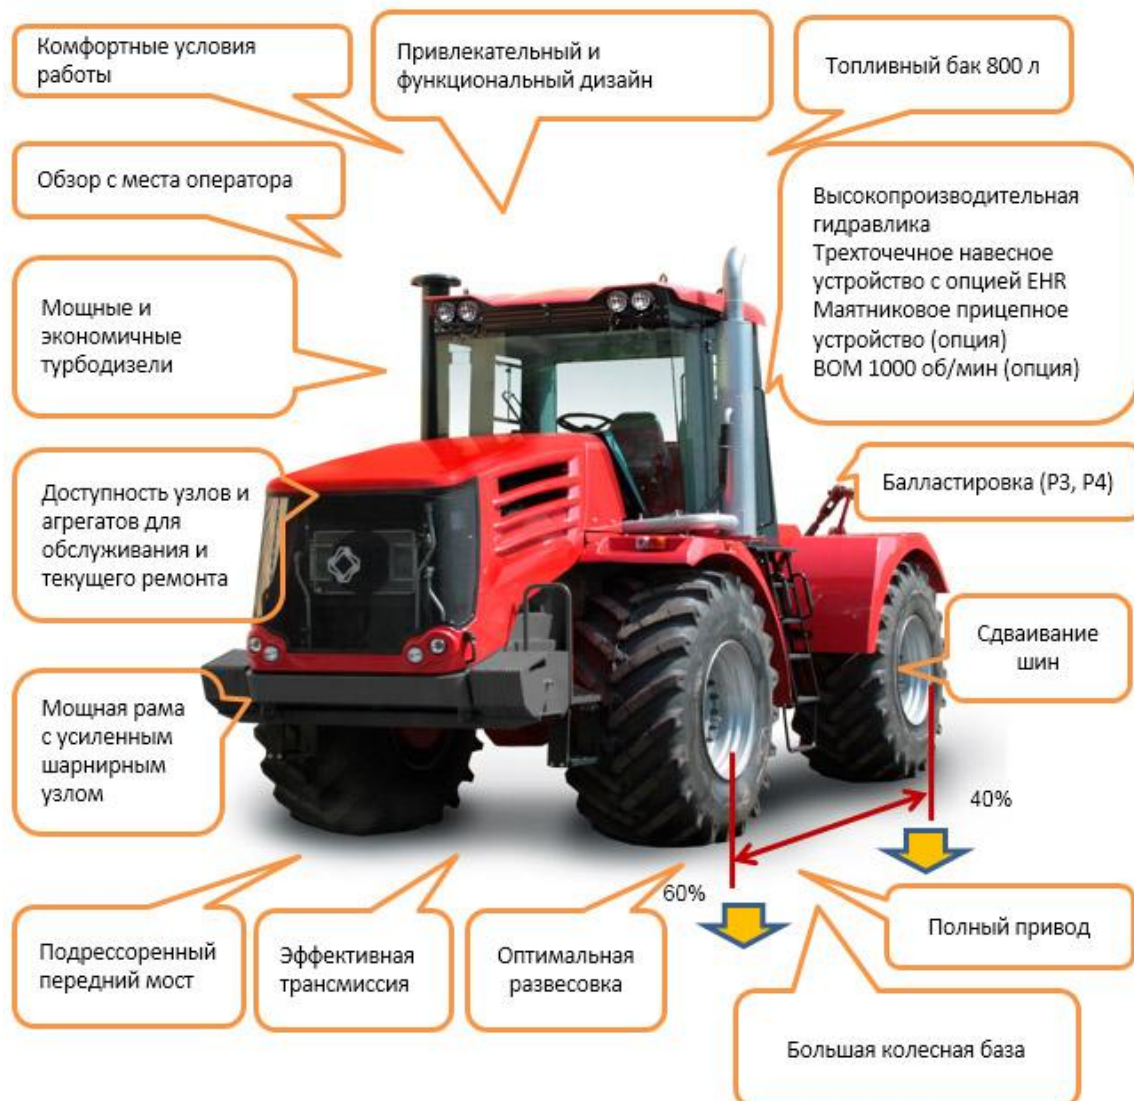 Комфортные условия
работы
Привлекательный и
функциональный дизайн
Топливный бак 800 л
Обзор с места оператора
Высокопроизводительная
гидравлика
Трехточечное навесное
устройство с опцией EHR
Маятниковое прицепное
устройство (опция)
ВОМ 1000 об/мин (опция)
Мощные и
экономичные
турбодизели
Доступность узлов и
агрегатов для
обслуживания и
текущего ремонта
Балластировка (Р3, Р4)
Сдваивание
шин
Мощная рама
с усиленным
шарнирным
узлом
40%
60%
Подрессоренный
передний мост
Эффективная
трансмиссия
Оптимальная
развесовка
Полный привод
Большая колесная база